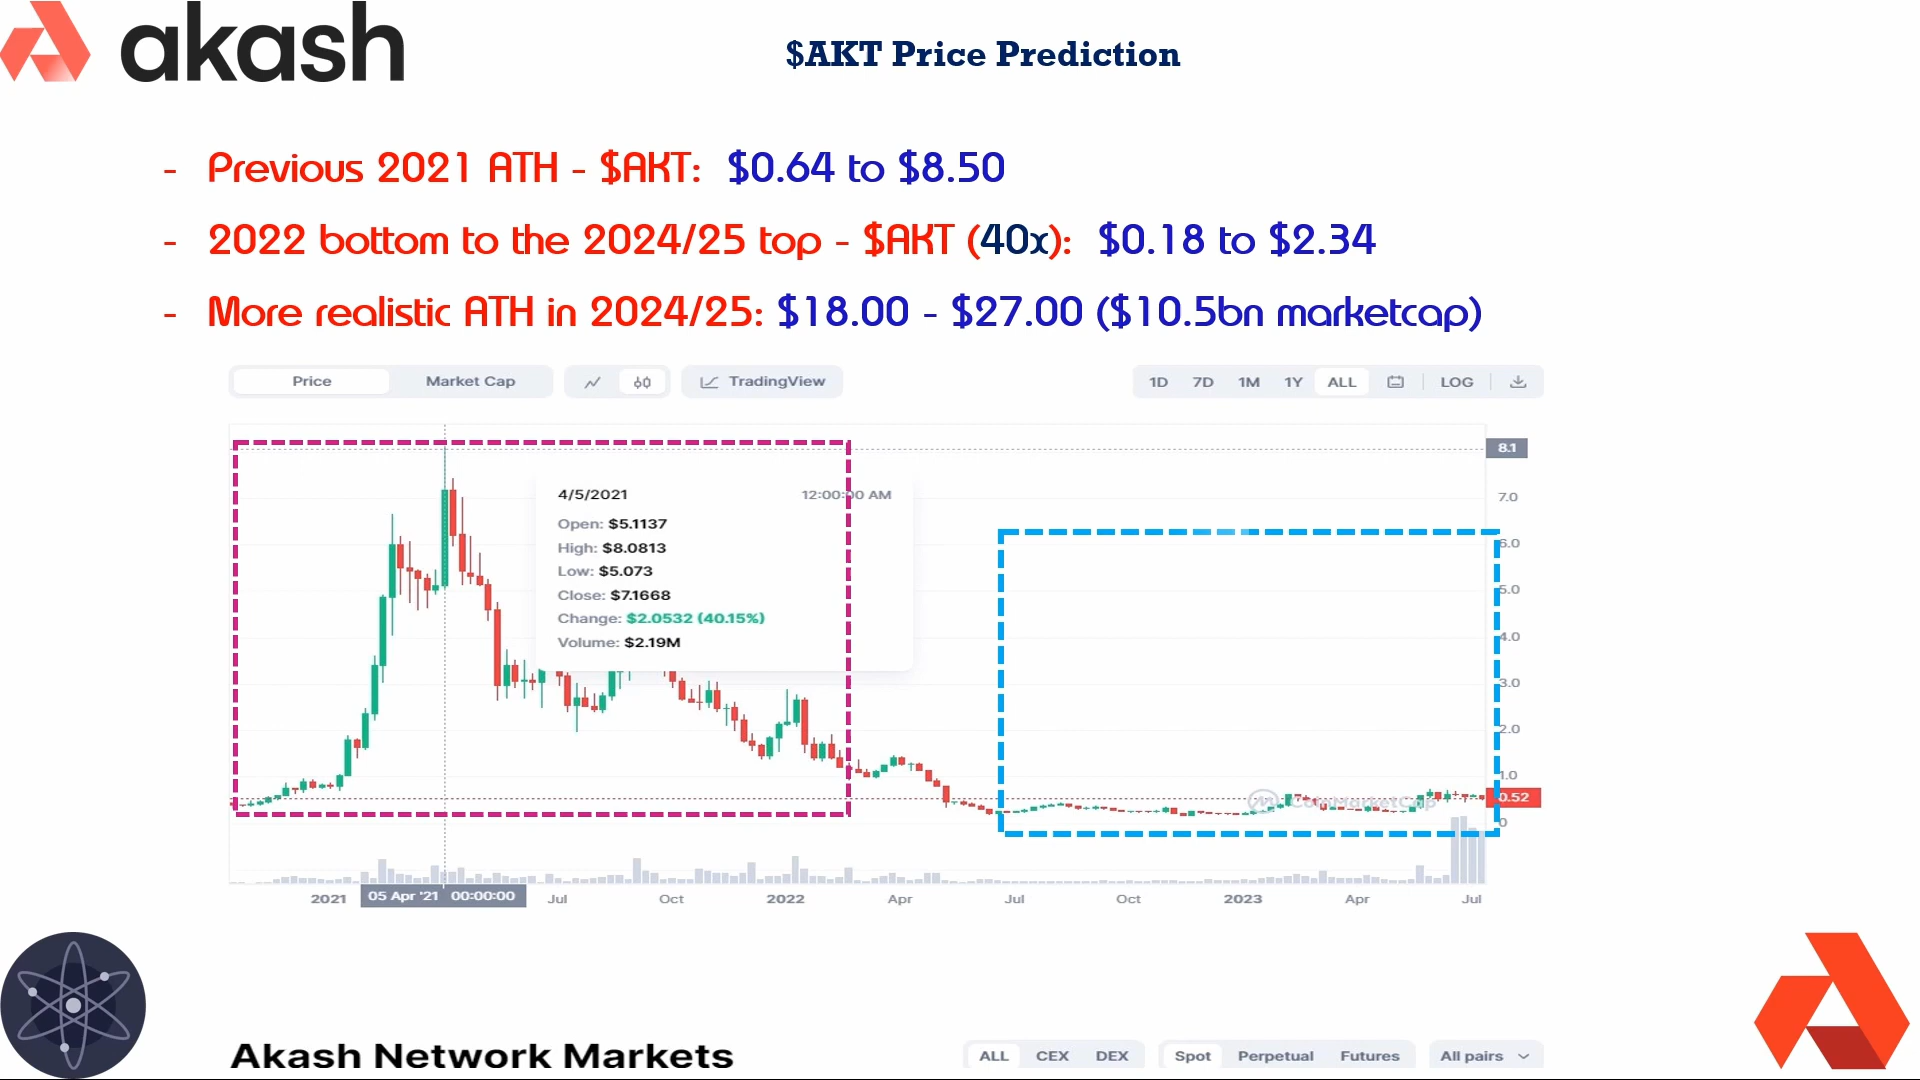 akash
$AKT Price Prediction
- Previous 2021 ATH - $AKT: $0.64 to $8.50
- 2022 bottom to the 2024/25 top - $AKT (40x): $0.18 to $2.34
- More realistic ATH in 2024/25: $18.00 - $27.00 ($10.5bn marketcap)
Price Market Cap TradingView 1D 7D 1M 1Y ALL LOG
8.1
4/5/2021 12:00:00 AM
7.0
Open: $5.1137
High: $8.0813
6.0
Low: $5.073
5.0
Close: $7.1668
Change: $2.0532 (40.15%)
4.0
Volume: $2.19M
3.0
2.0
1.0
CoinMarketCap
0.52
0
2021 05 Apr '21 00:00:00 Jul Oct 2022 Apr Jul Oct 2023 Apr Jul
Akash Network Markets ALL CEX DEX Spot Perpetual Futures All pairs